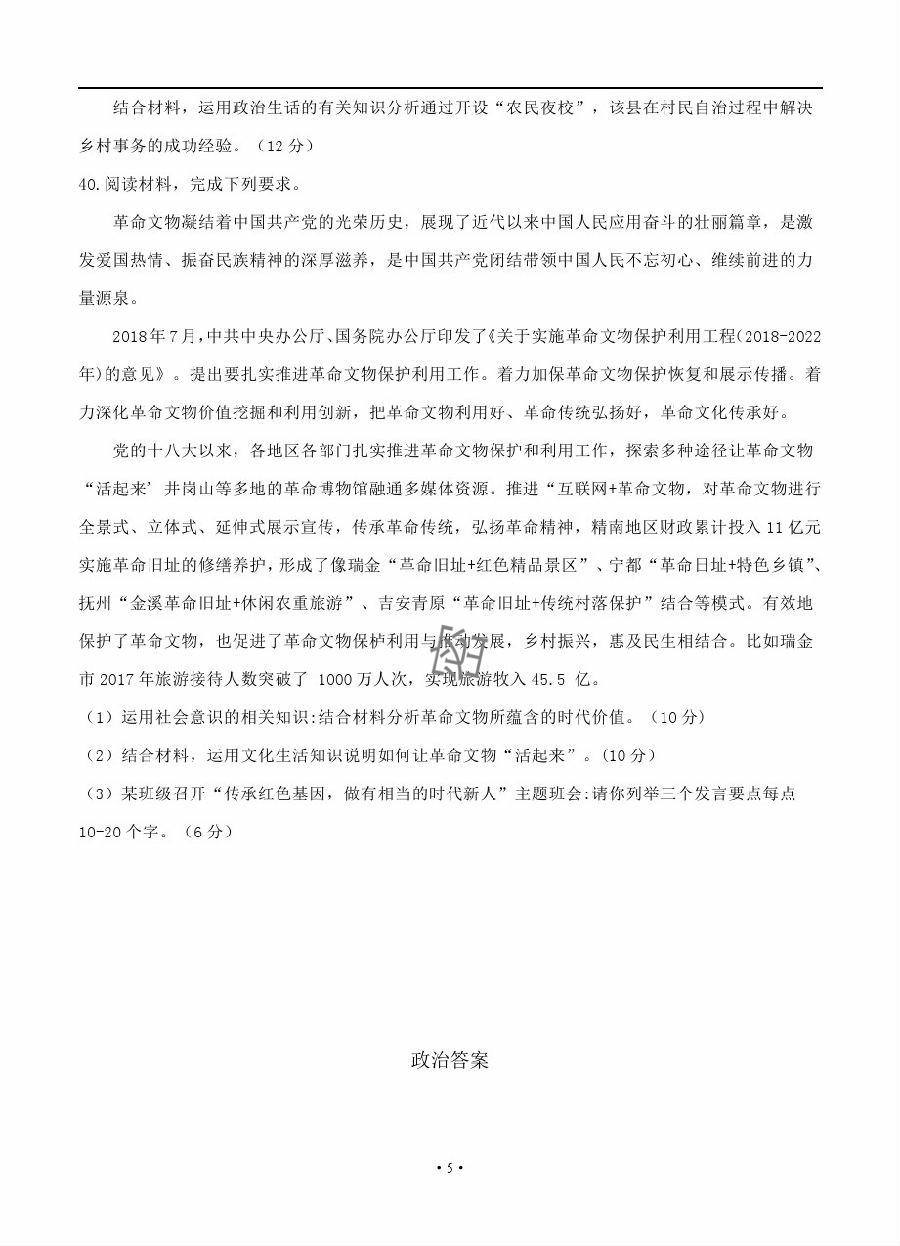 结合材料，运用政治生活的有关知识分析通过开设“农民夜校”，该县在村民自治过程中解决
乡村事务的成功经验。（12 分）
40.阅读材料，完成下列要求。
革命文物凝结着中国共产党的光荣历史，展现了近代以来中国人民应用奋斗的壮丽篇章，是激
发爱国热情、振奋民族精神的深厚滋养，是中国共产党闭结带领中国人民不忘初心、维续前进的力
量源泉。
2018年7月,中共中央办公厅、国务院办公厅印发了《关于实施革命文物保护利用工程(2018-2022
年)的意见》。提出要扎实推进革命文物保护利用工作。着力加保革命文物保护恢复和展示传播。着
力深化革命文物价值挖掘和利用创新，把革命文物利用好、革命传统弘扬好，革命文化传承好。
党的十八大以来，各地区各部门扎实推进革命文物保护和利用工作，探索多种途径让革命文物
“活起来’井岗山等多地的革命博物馆融通多媒体资源．推进“互联网+革命文物，对革命文物进行
全景式、立体式、延伸式展示宣传，传承革命传统，弘扬革命精神，精南地区财政累计投入 11 亿元
实施革命旧址的修缮养护,形成了像瑞金“革命旧址+红色精品景区”、宁都“革命日址+特色乡镇”、
抚州“金溪革命旧址+休闲农重旅游”、吉安青原“革命旧址+传统村落保护”结合等模式。有效地
保护了革命文物，也促进了革命文物保栌利用与推动发展，乡村振兴，惠及民生相结合。比如瑞金
市 2017 年旅游接待人数突破了 1000 万人次，实现旅游牧入 45.5 亿。
（1）运用社会意识的相关知识:结合材料分析革命文物所蕴含的时代价值。（10 分)
（2）结合材料，运用文化生活知识说明如何让革命文物“活起来”。(10 分）
（3）某班级召开“传承红色基因，做有相当的时代新人”主题班会:请你列举三个发言要点每点
10-20 个字。（6 分）
政治答案
·5·